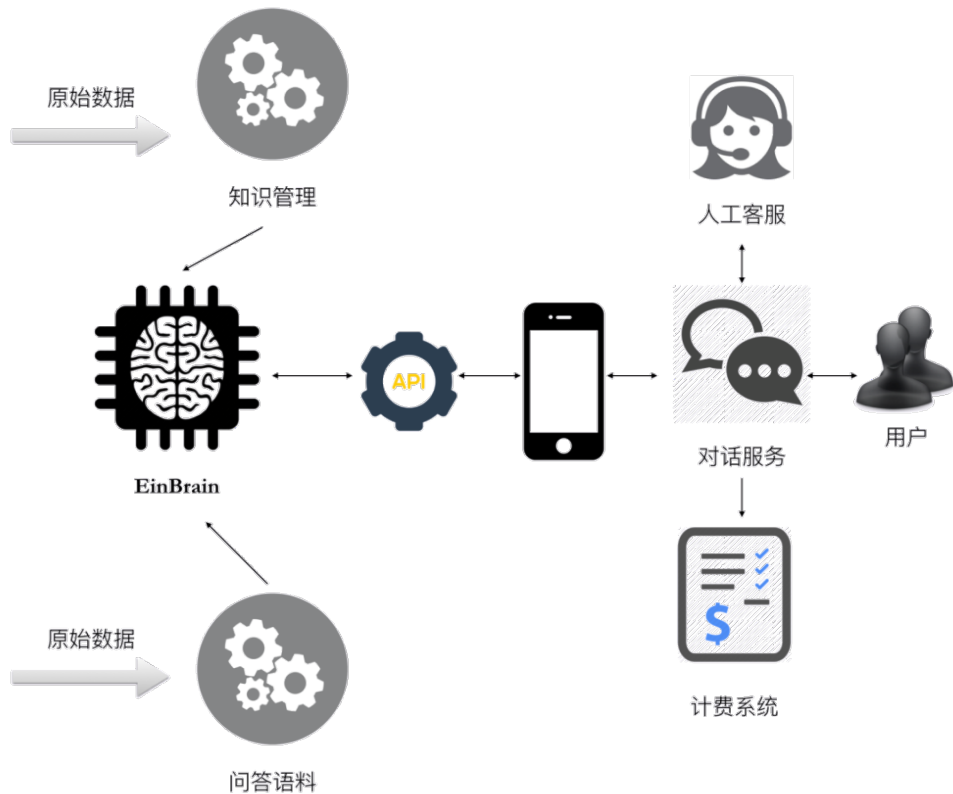 原始数据
知识管理
人工客服
API
用户
对话服务
EinBrain
原始数据
$
计费系统
问答语料